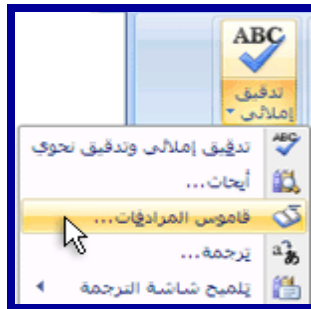 ABC
تدقيق
إملائي
تدقيق إملائي وتدقيق نحوي
أبحاث...
قاموس المرادفات...
ترجمة...
تلميح شاشة الترجمة